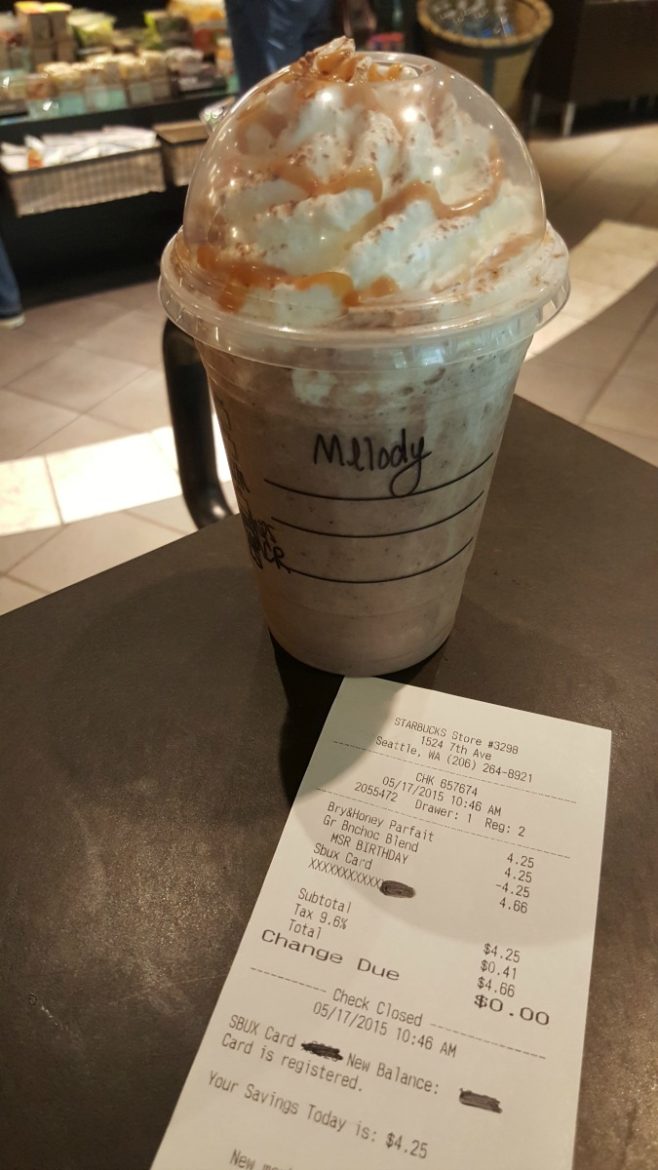 Melody
CR.
STARBUCKS Store #3298
1524 7th Ave
Seattle, WA (206) 264-8921
CHK 657674
05/17/2015 10:46 AM
2055472 Drawer: 1 Reg: 2
Bry&Honey Parfait 4.25
Gr Bnchoc Blend 4.25
MSR BIRTHDAY -4.25
Sbux Card 4.66
XXXXXXXXXXXX
Subtotal $4.25
Tax 9.6% $0.41
Total $4.66
Change Due $0.00
Check Closed
05/17/2015 10:46 AM
SBUX Card New Balance:
Card is registered.
Your Savings Today is: $4.25
New